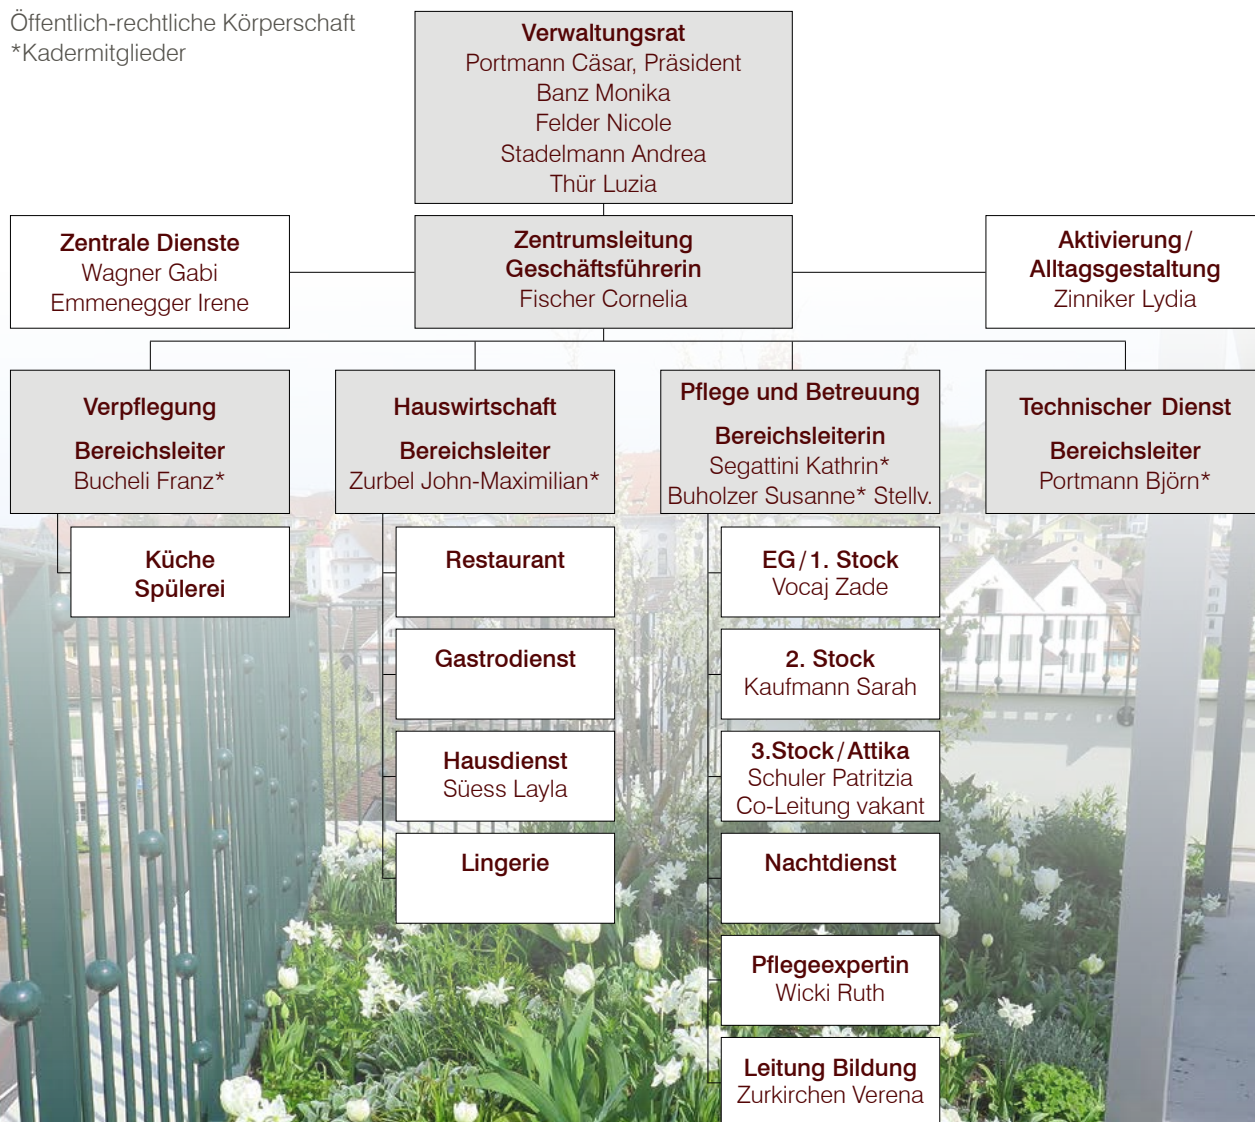 Öffentlich-rechtliche Körperschaft
*Kadermitglieder
Verwaltungsrat
Portmann Cäsar, Präsident
Banz Monika
Felder Nicole
Stadelmann Andrea
Thür Luzia
Zentrale Dienste
Wagner Gabi
Emmenegger Irene
Zentrumsleitung
Geschäftsführerin
Fischer Cornelia
Aktivierung/
Alltagsgestaltung
Zinniker Lydia
Verpflegung
Bereichsleiter
Bucheli Franz*
Küche
Spülerei
Hauswirtschaft
Bereichsleiter
Zurbel John-Maximilian*
Restaurant
Gastrodienst
Hausdienst
Süess Layla
Lingerie
Pflege und Betreuung
Bereichsleiterin
Segattini Kathrin*
Buholzer Susanne* Stellv.
EG/1. Stock
Vocaj Zade
2. Stock
Kaufmann Sarah
3.Stock/Attika
Schuler Patritzia
Co-Leitung vakant
Nachtdienst
Pflegeexpertin
Wicki Ruth
Leitung Bildung
Zurkirchen Verena
Technischer Dienst
Bereichsleiter
Portmann Björn*